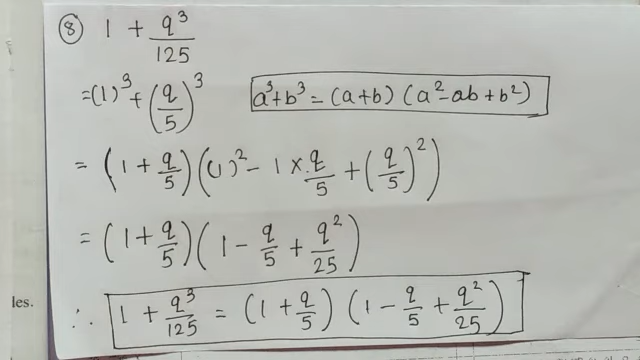 ⑧ 1 + q³/125
= (1)³ + (q/5)³ a³+b³ = (a+b) (a²-ab+b²)
= (1 + q/5) ((1)² - 1 × q/5 + (q/5)²)
= (1 + q/5) (1 - q/5 + q²/25)
les.
∴ 1 + q³/125 = (1 + q/5) (1 - q/5 + q²/25)